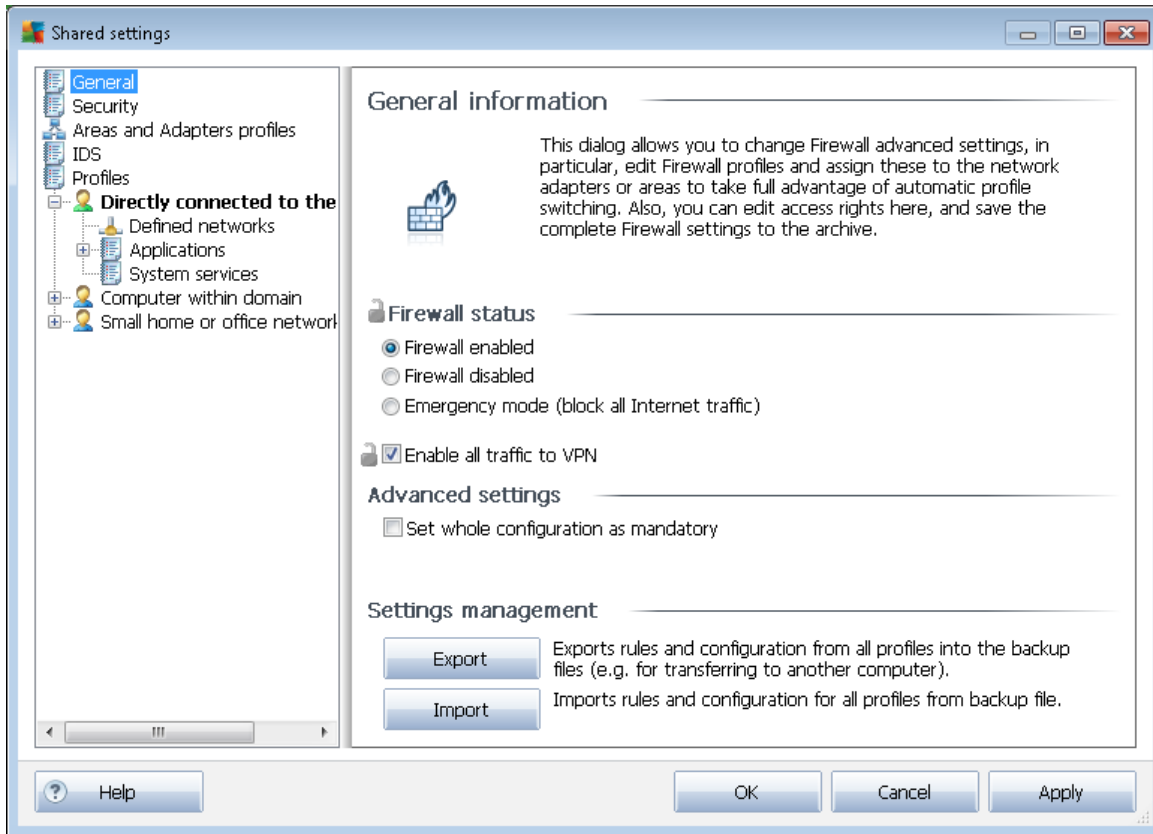 Shared settings
General
Security
Areas and Adapters profiles
IDS
Profiles
Directly connected to the
Defined networks
Applications
System services
Computer within domain
Small home or office network
General information
This dialog allows you to change Firewall advanced settings, in
particular, edit Firewall profiles and assign these to the network
adapters or areas to take full advantage of automatic profile
switching. Also, you can edit access rights here, and save the
complete Firewall settings to the archive.
Firewall status
Firewall enabled
Firewall disabled
Emergency mode (block all Internet traffic)
Enable all traffic to VPN
Advanced settings
Set whole configuration as mandatory
Settings management
Export
Exports rules and configuration from all profiles into the backup
files (e.g. for transferring to another computer).
Import
Imports rules and configuration for all profiles from backup file.
? Help
OK
Cancel
Apply